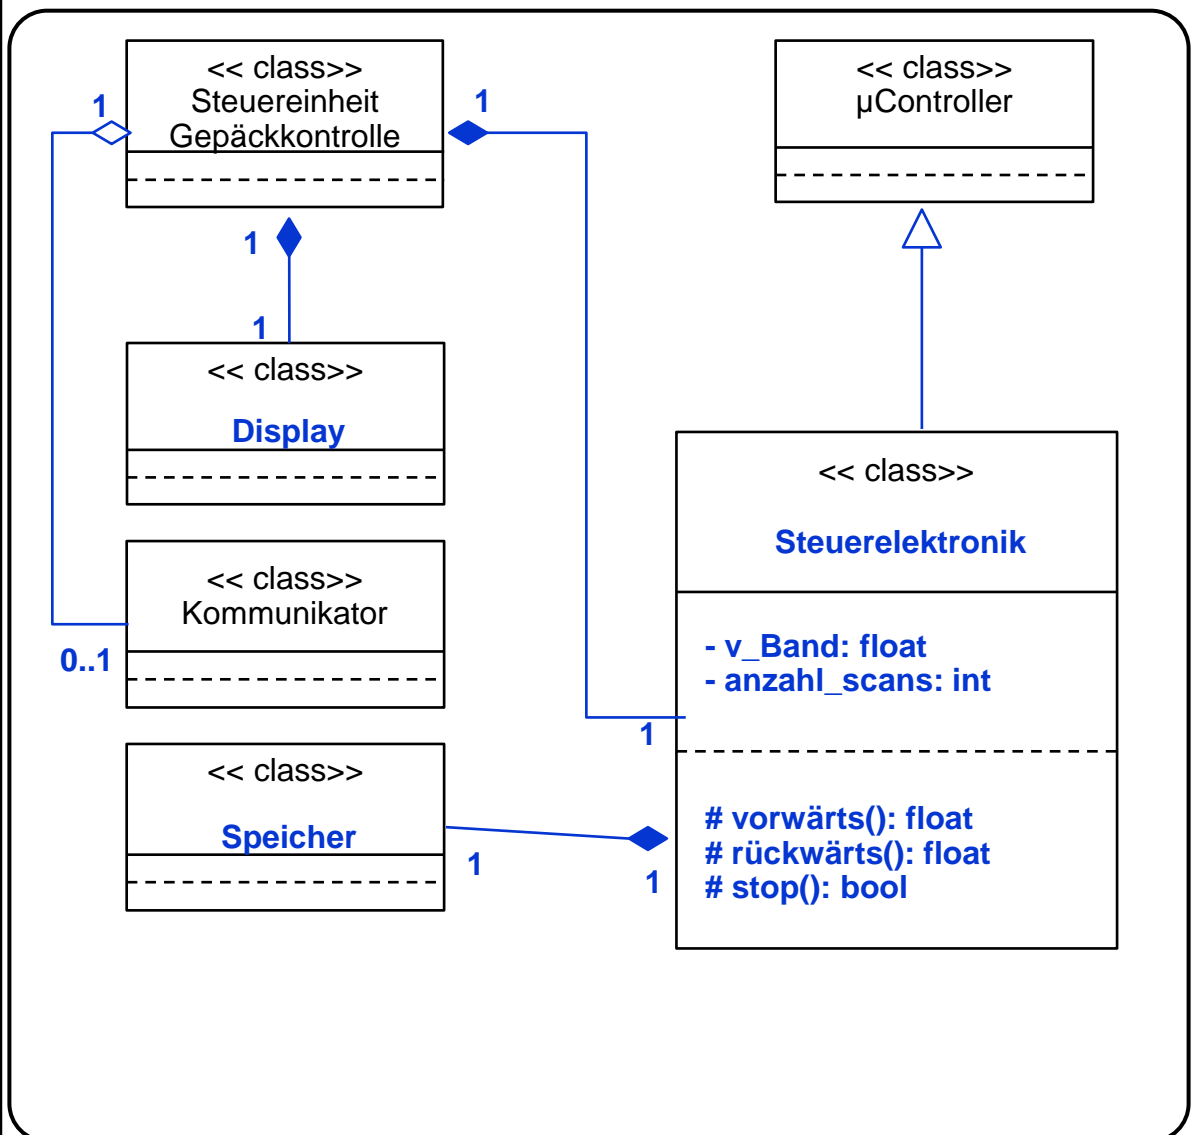 << class>>
Steuereinheit
Gepäckkontrolle
1
1
<< class>>
µController
1
1
<< class>>
Display
<< class>>
Kommunikator
0..1
<< class>>
Steuerelektronik
- v_Band: float
- anzahl_scans: int
1
# vorwärts(): float
# rückwärts(): float
# stop(): bool
<< class>>
Speicher
1
1